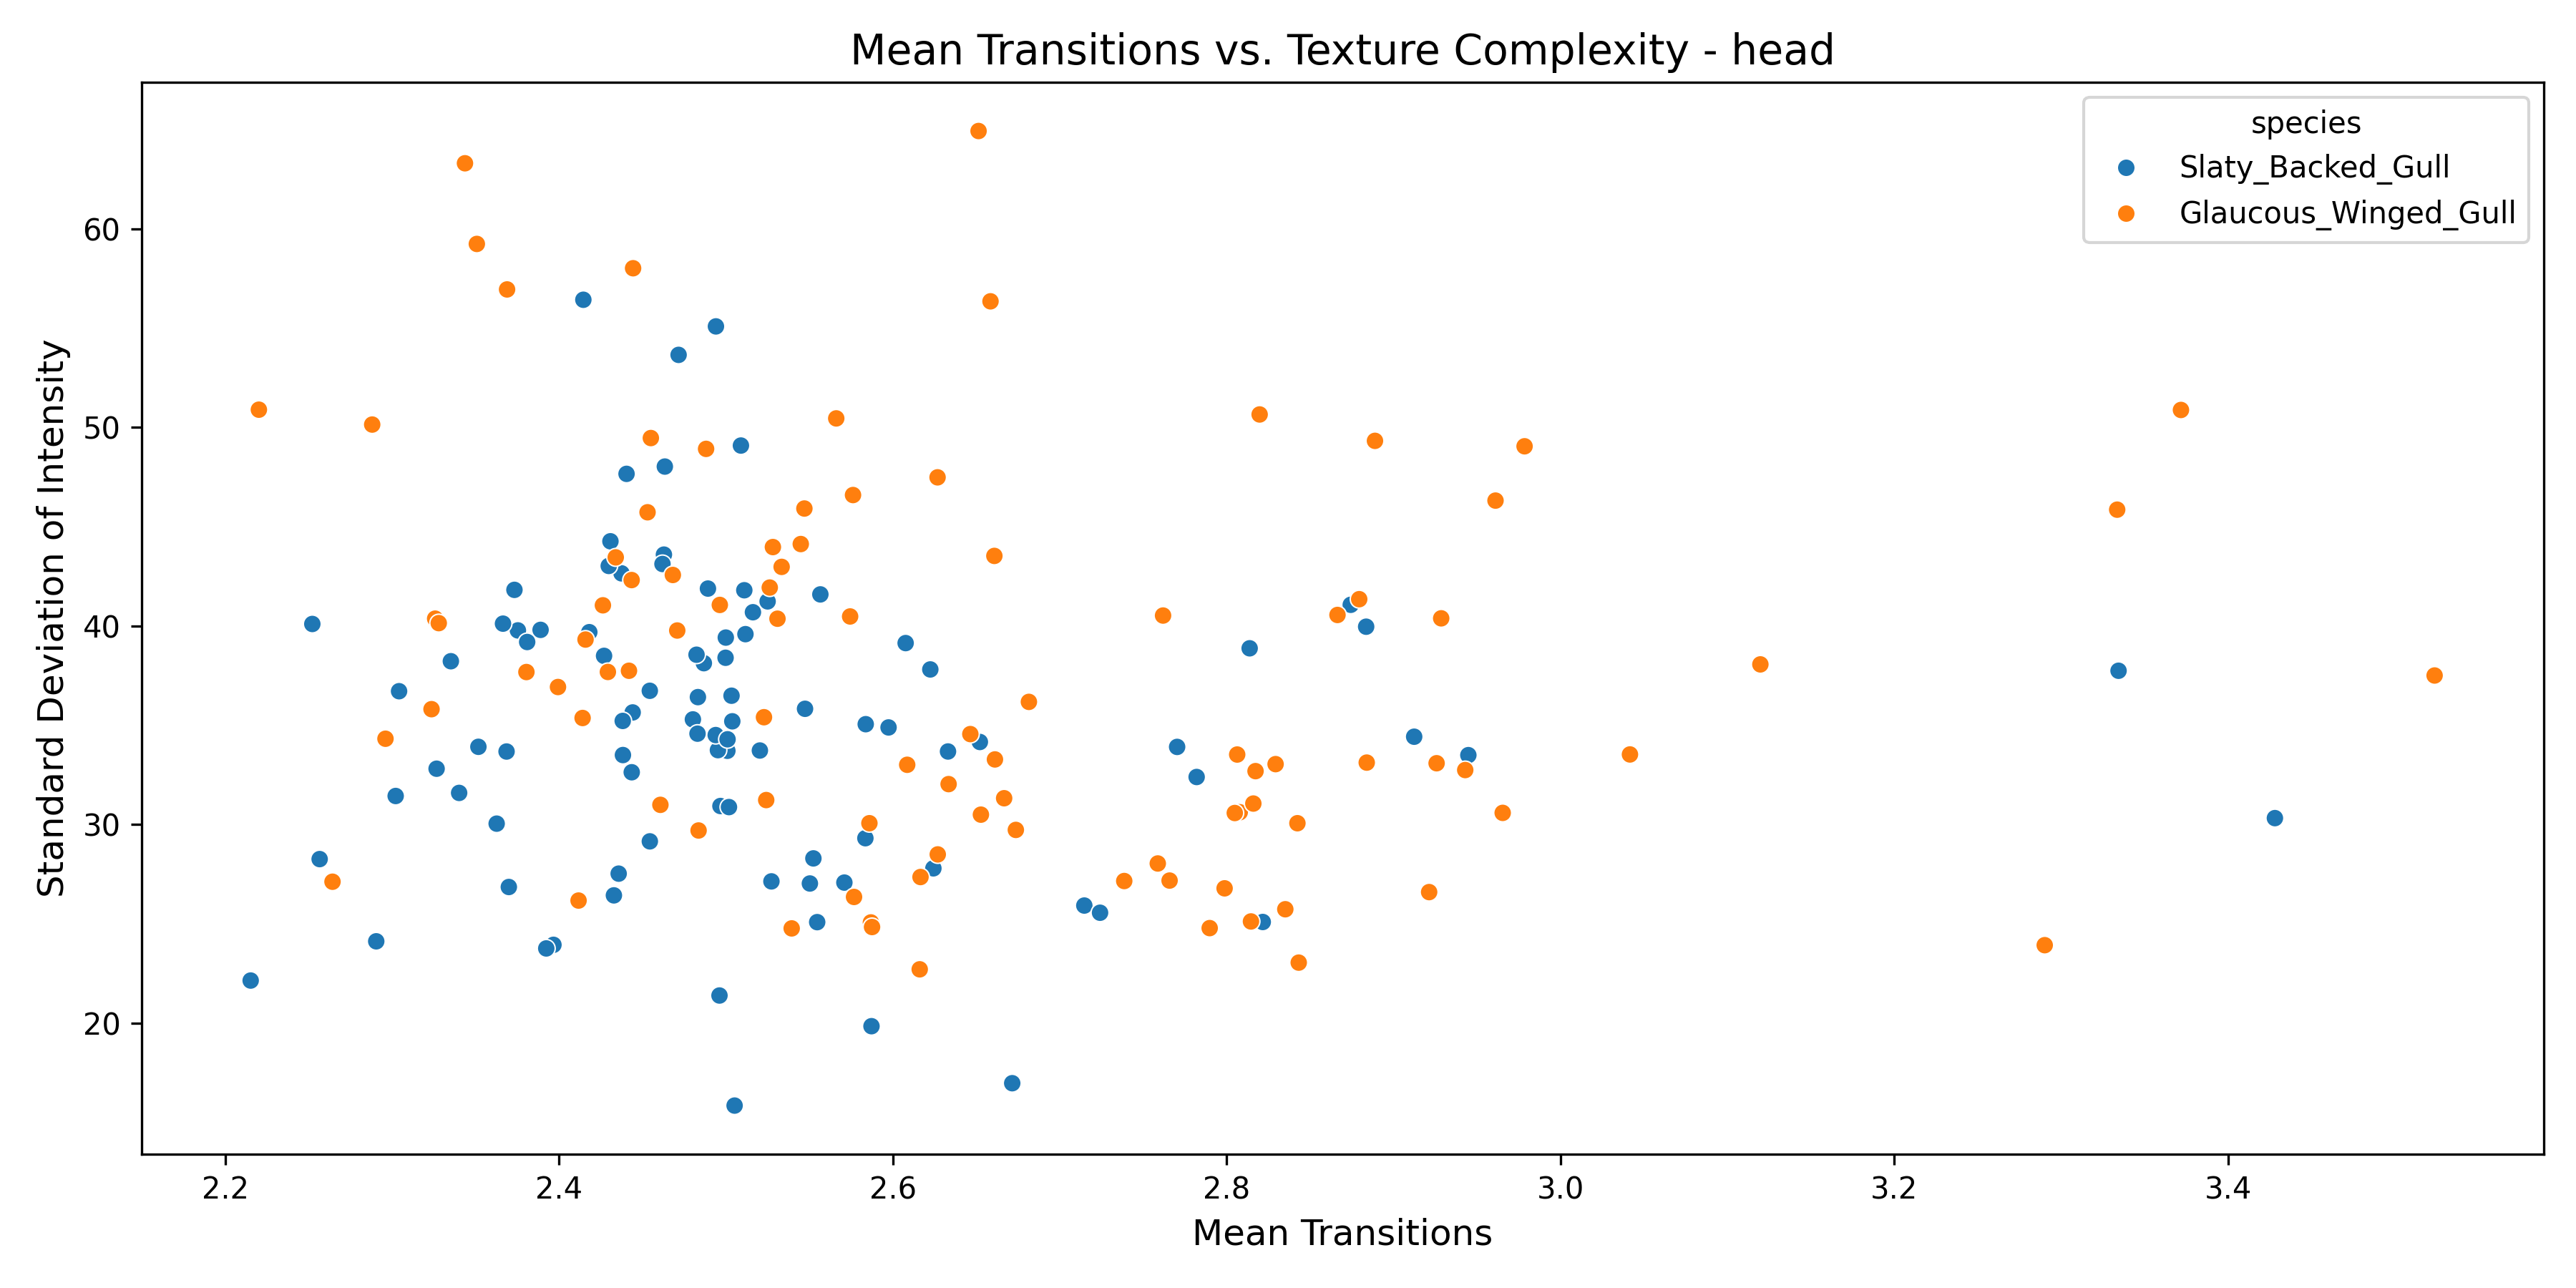 Mean Transitions vs. Texture Complexity - head
species
Slaty_Backed_Gull
Glaucous_Winged_Gull
Standard Deviation of Intensity
60
50
40
30
20
2.2 2.4 2.6 2.8 3.0 3.2 3.4
Mean Transitions